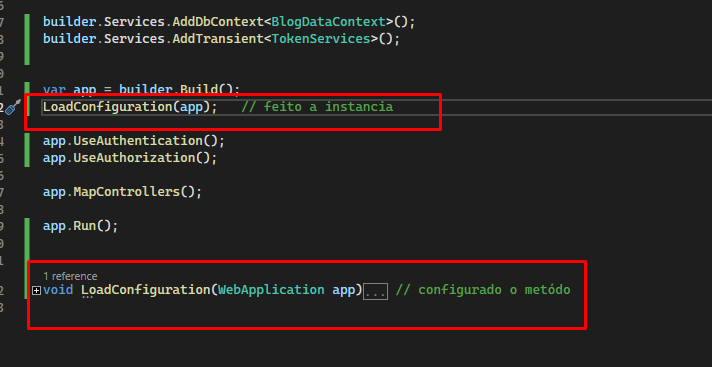 builder.Services.AddDbContext<BlogDataContext>();
builder.Services.AddTransient<TokenServices>();
var app = builder.Build();
LoadConfiguration(app);   // feito a instancia
app.UseAuthentication();
app.UseAuthorization();
app.MapControllers();
app.Run();
1 reference
void LoadConfiguration(WebApplication app)... // configurado o metódo